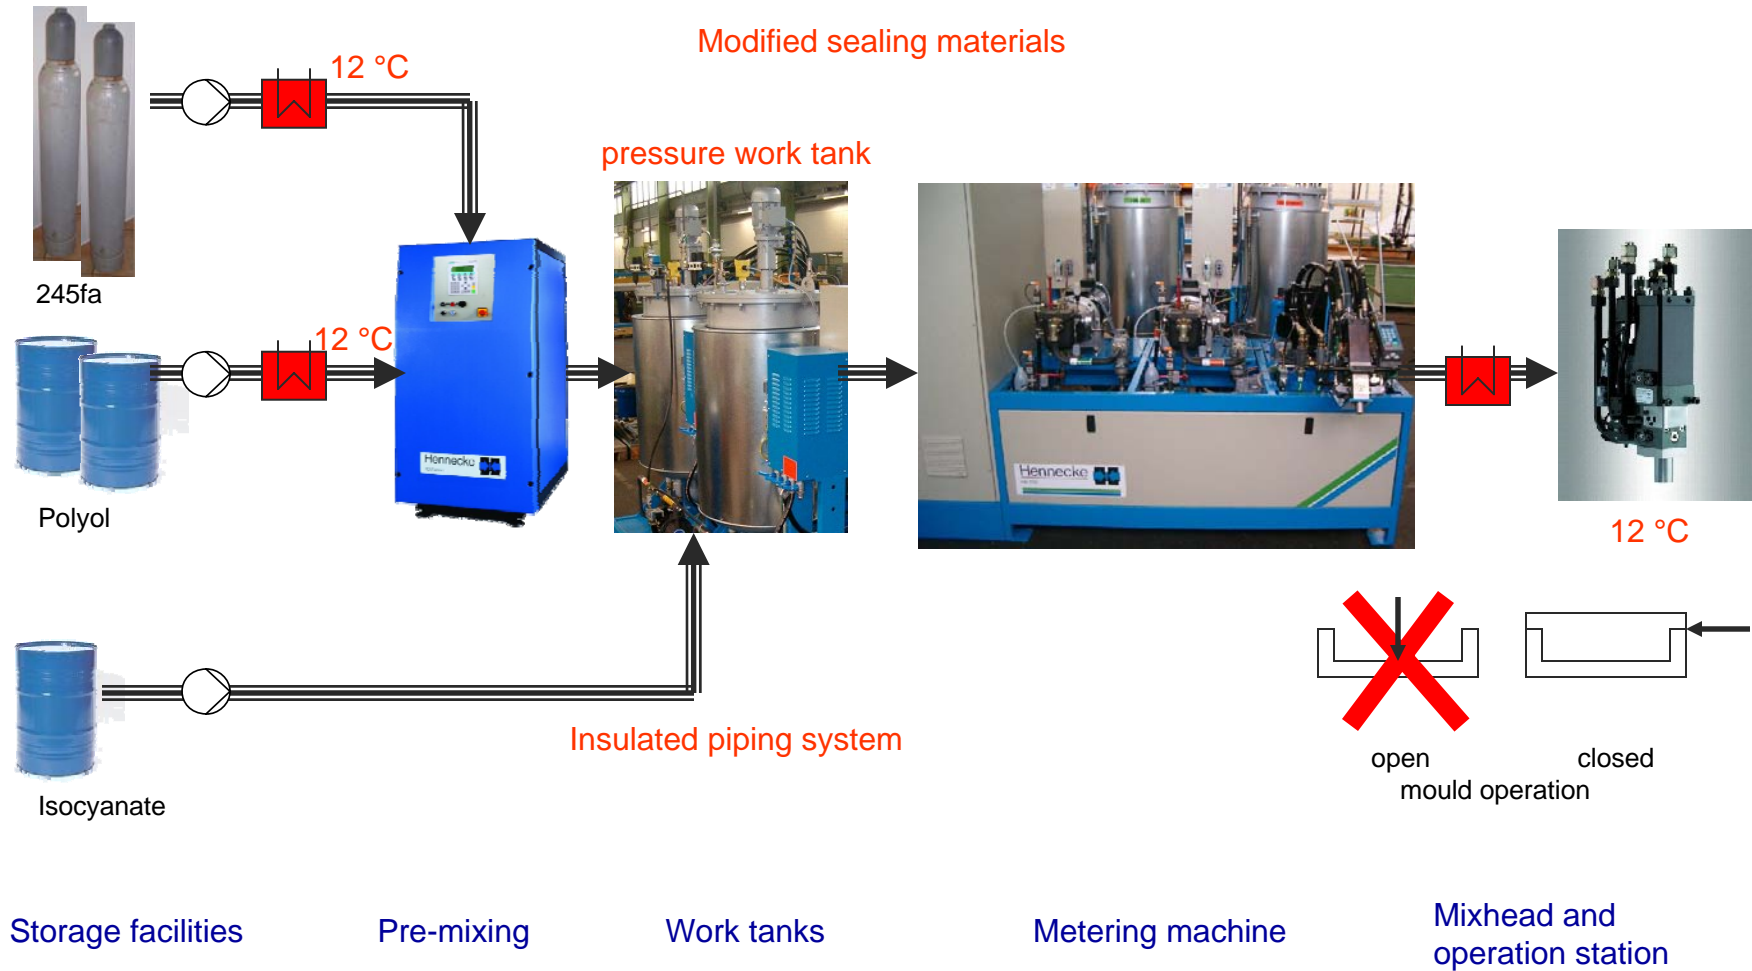 Modified sealing materials
12 °C
pressure work tank
245fa
12 °C
Hennecke
Hennecke
Polyol
12 °C
Insulated piping system
open
closed
mould operation
Isocyanate
Storage facilities
Pre-mixing
Work tanks
Metering machine
Mixhead and
operation station